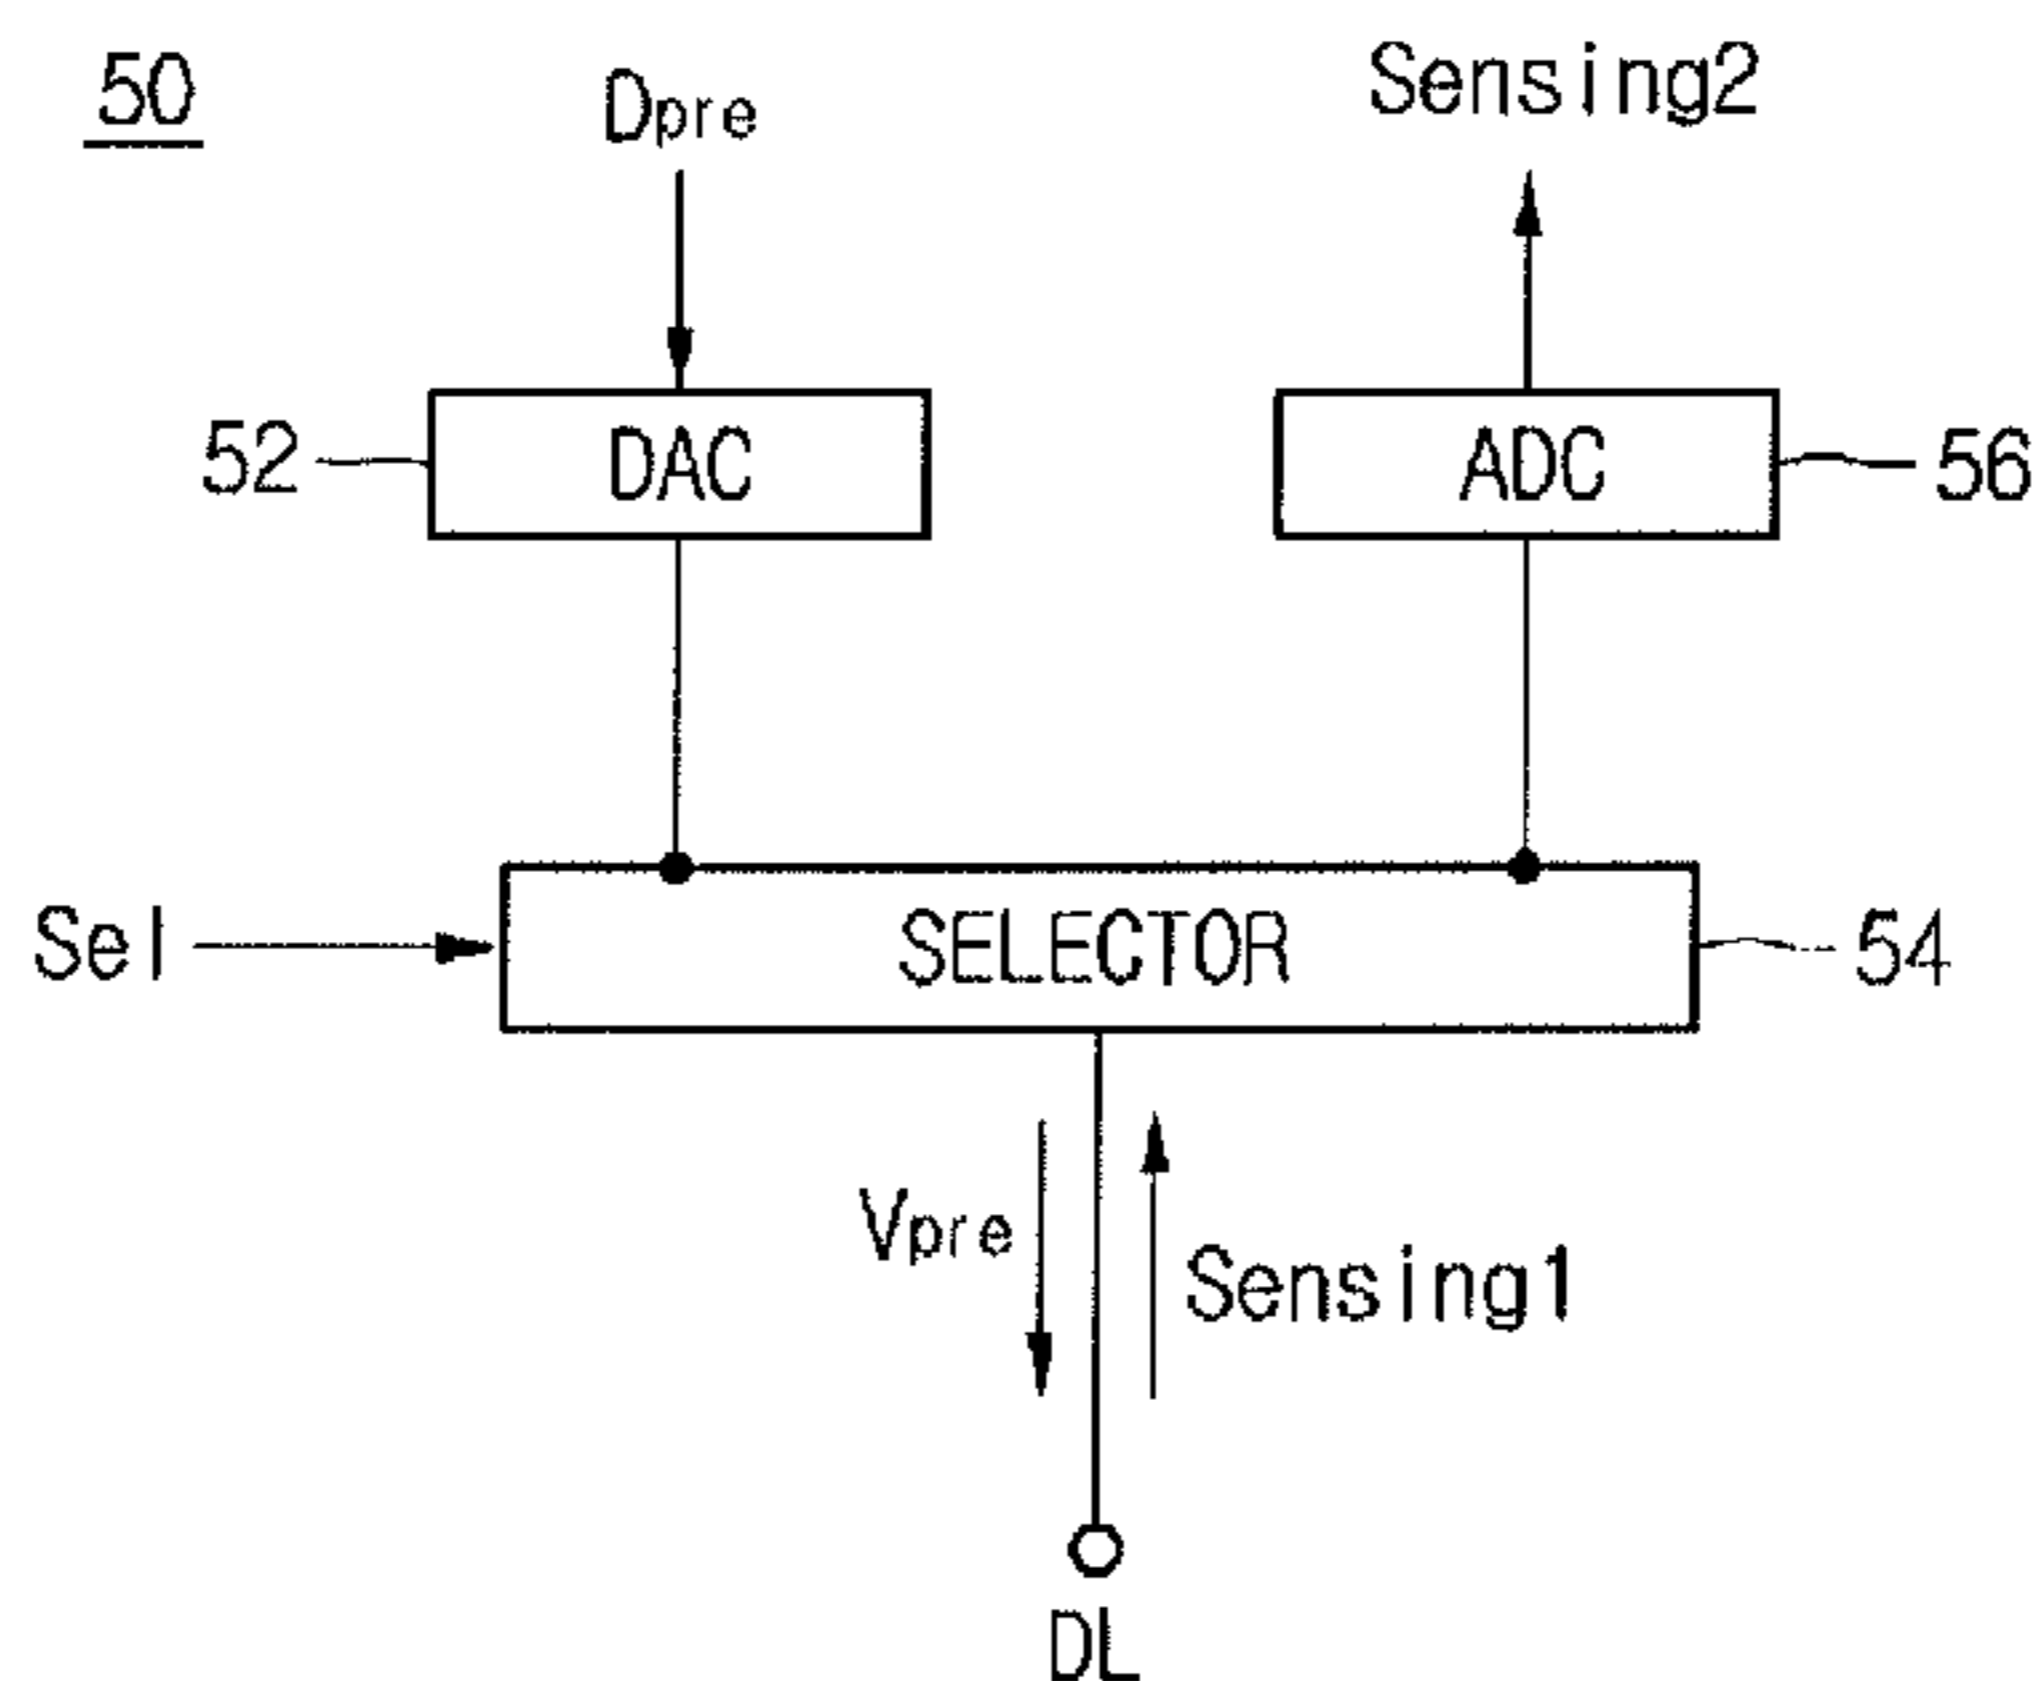 50
Dpre
Sensing2
52
DAC
ADC
56
Sel
SELECTOR
54
Vpre
Sensing1
DL